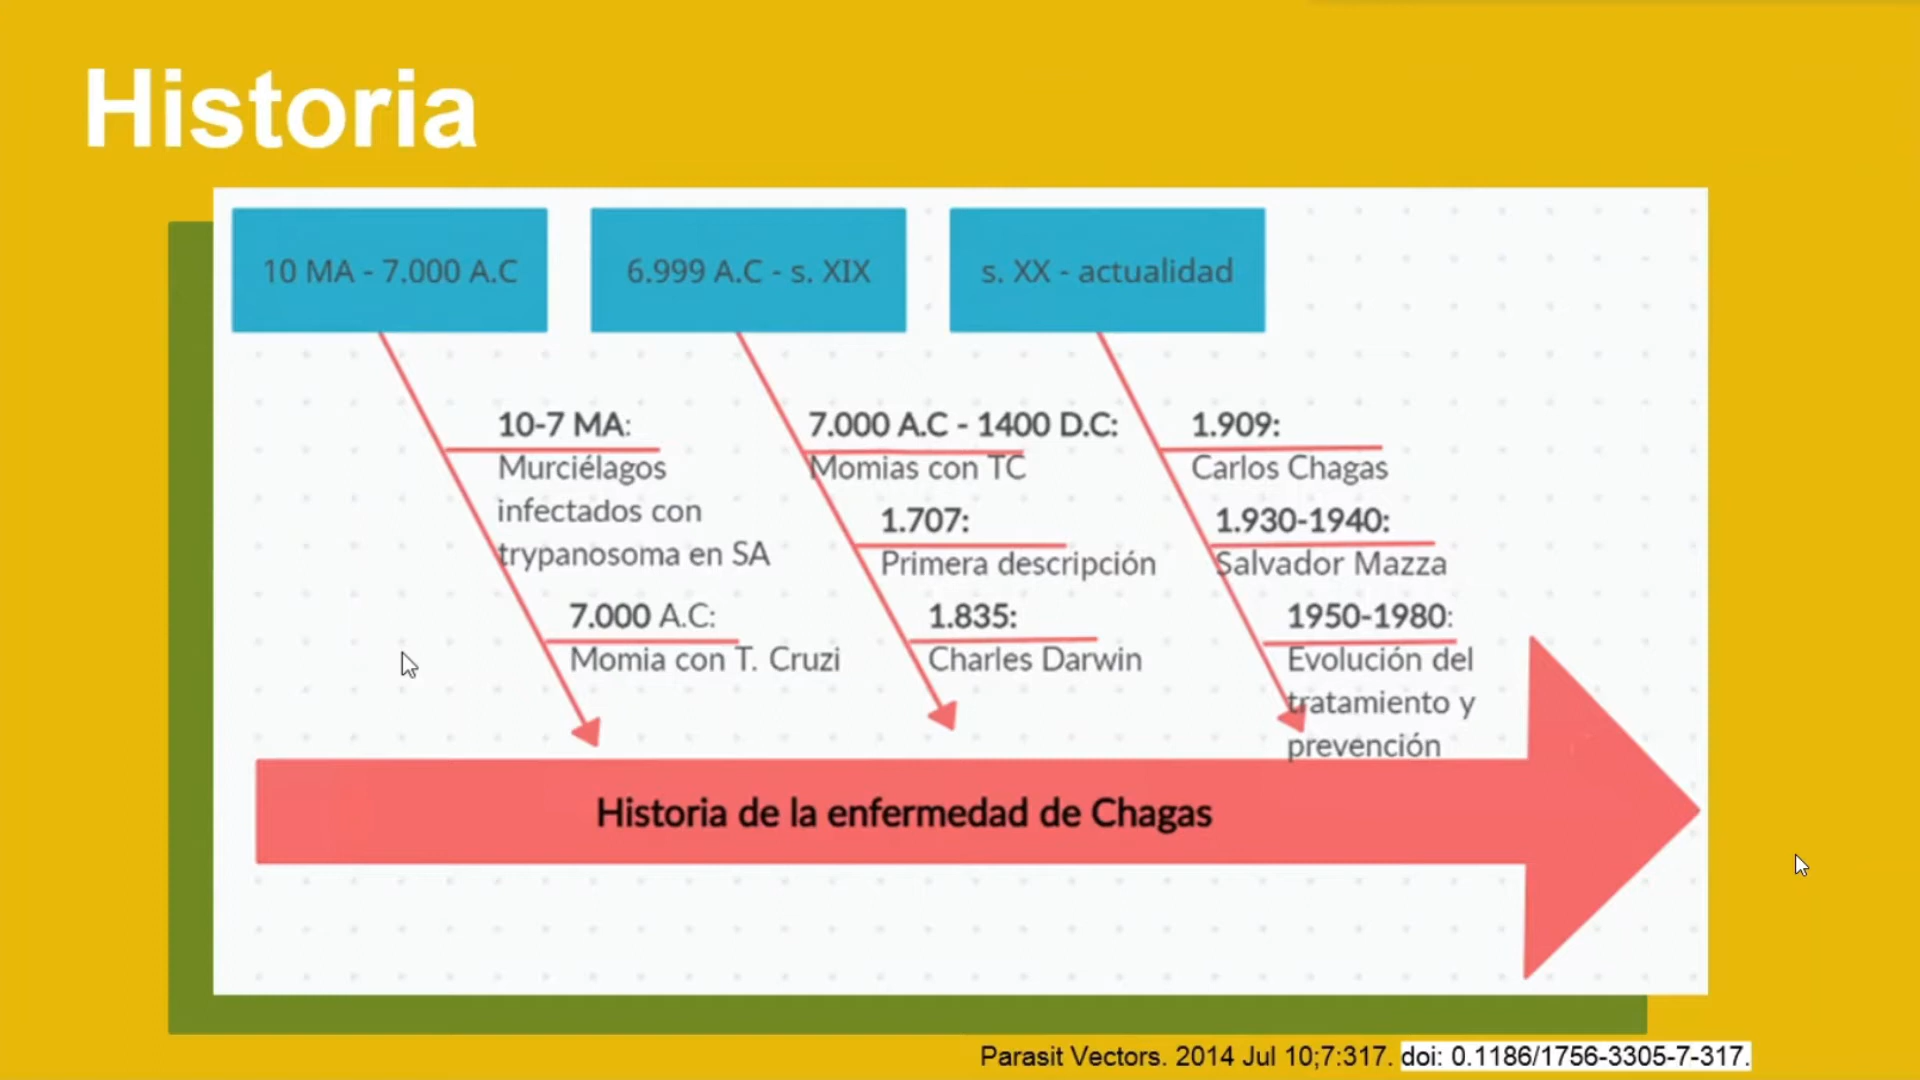 Historia
10 MA - 7.000 A.C
6.999 A.C - s. XIX
s. XX - actualidad
10-7 MA:
Murciélagos
infectados con
trypanosoma en SA
7.000 A.C:
Momia con T. Cruzi
7.000 A.C - 1400 D.C:
Momias con TC
1.707:
Primera descripción
1.835:
Charles Darwin
1.909:
Carlos Chagas
1.930-1940:
Salvador Mazza
1950-1980:
Evolución del
tratamiento y
prevención
Historia de la enfermedad de Chagas
Parasit Vectors. 2014 Jul 10;7:317. doi: 0.1186/1756-3305-7-317.